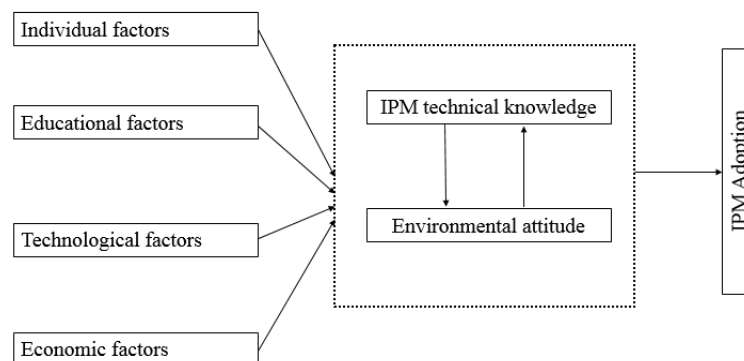 Individual factors
Educational factors
Technological factors
Economic factors
IPM technical knowledge
Environmental attitude
IPM Adoption